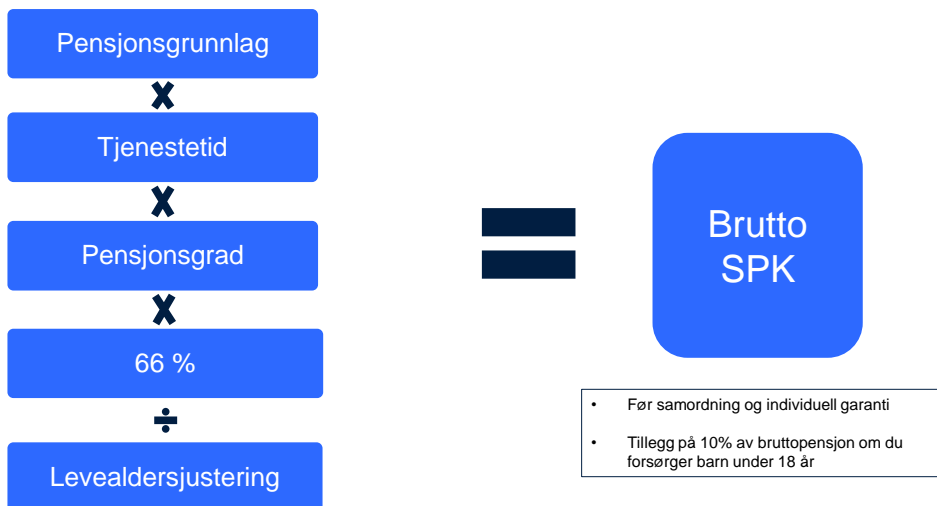 Pensjonsgrunnlag
x
Tjenestetid
x
Pensjonsgrad
x
66 %
÷
Levealdersjustering
=
Brutto
SPK
• Før samordning og individuell garanti
• Tillegg på 10% av bruttopensjon om du
forsørger barn under 18 år